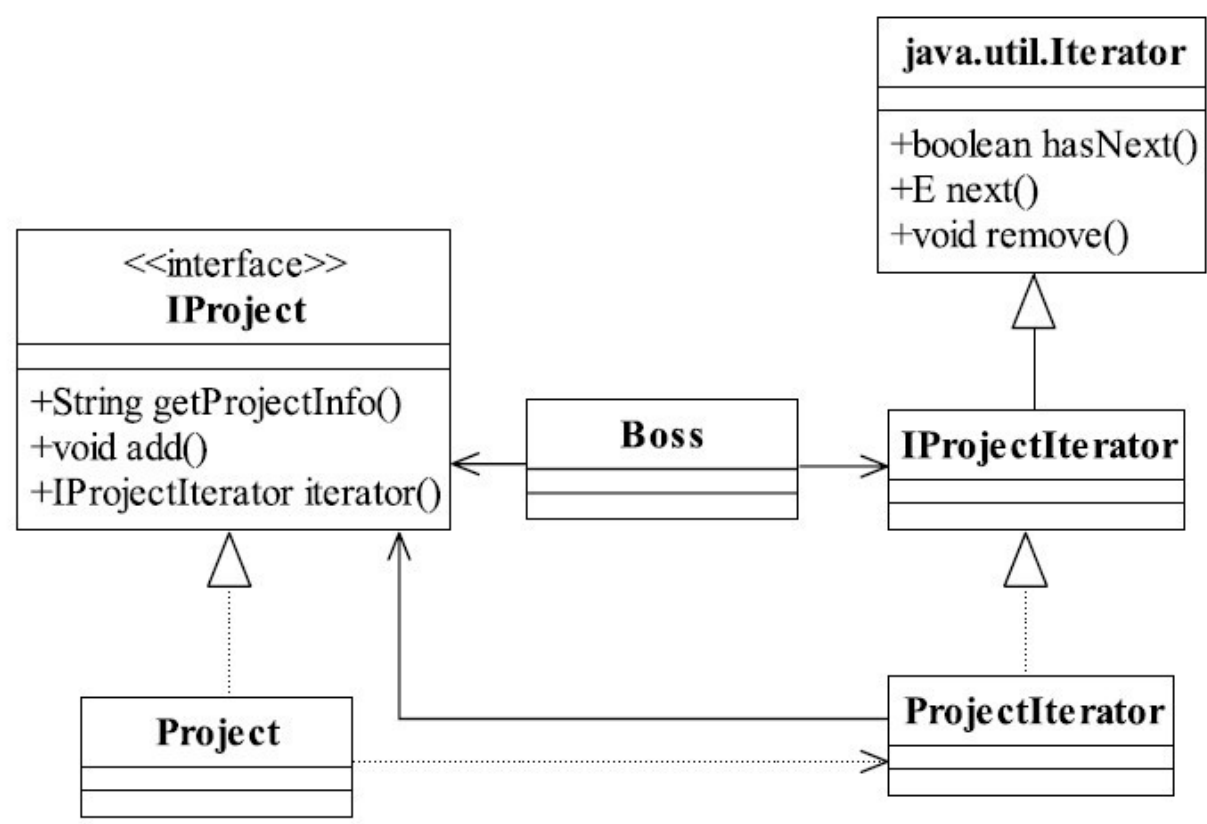 java.util.Iterator
+boolean hasNext()
+E next()
+void remove()
<<interface>>
IProject
+String getProjectInfo()
+void add()
+IProjectIterator iterator()
Boss
IProjectIterator
Project
ProjectIterator